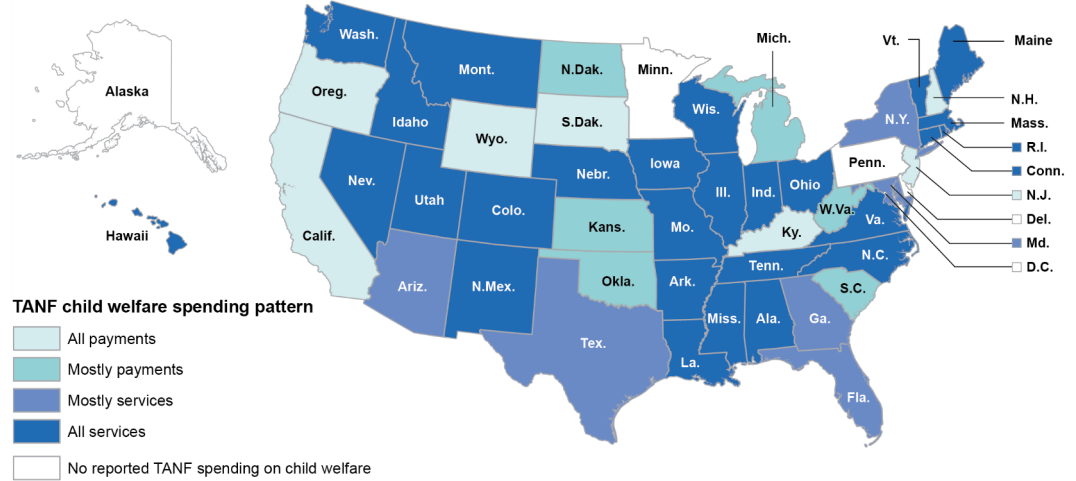 Mich.
Vt.
Maine
Wash.
Mont.
N.Dak.
Minn.
Alaska
Oreg.
N.H.
Idaho
S.Dak.
Wis.
N.Y.
Mass.
Wyo.
R.I.
Iowa
Penn.
Conn.
Nev.
Nebr.
Ill.
Ind.
Ohio
Utah
Colo.
N.J.
W.Va.
Del.
Va.
Hawaii
Calif.
Kans.
Mo.
Ky.
Md.
N.C.
D.C.
Tenn.
Ariz.
N.Mex.
Okla.
Ark.
S.C.
TANF child welfare spending pattern
Miss.
Ala.
Ga.
All payments
Tex.
La.
Mostly payments
Mostly services
Fla.
All services
No reported TANF spending on child welfare